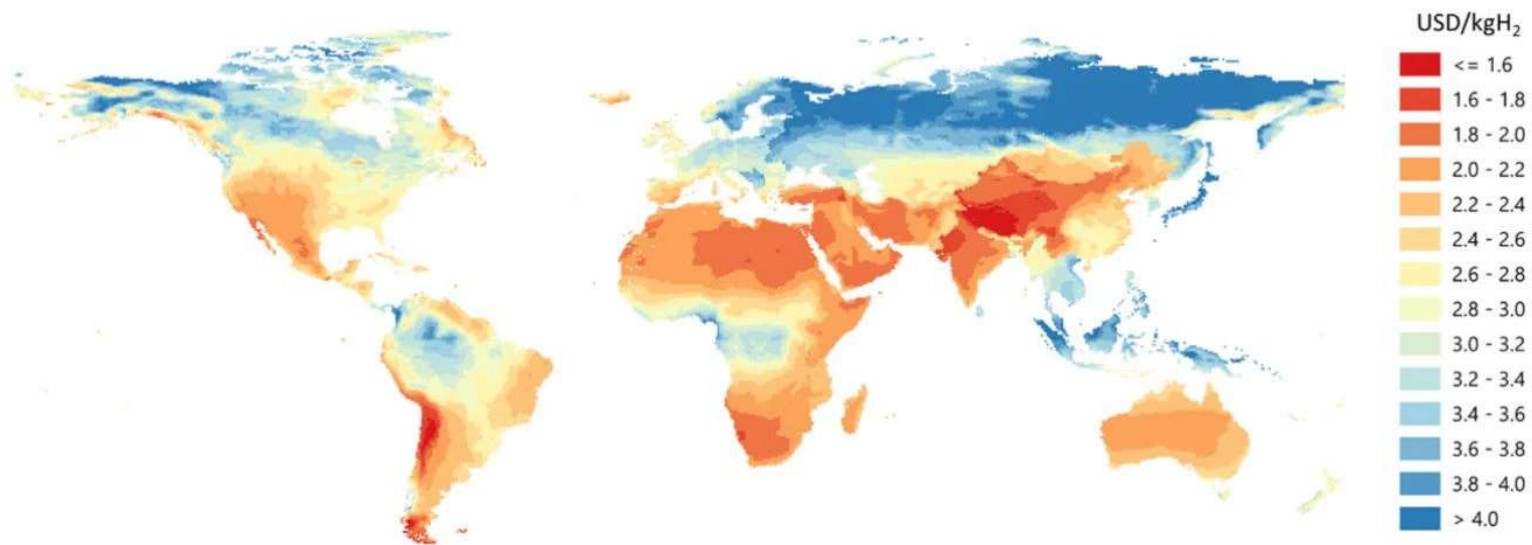 USD/kgH₂
<= 1.6
1.6 - 1.8
1.8 - 2.0
2.0 - 2.2
2.2 - 2.4
2.4 - 2.6
2.6 - 2.8
2.8 - 3.0
3.0 - 3.2
3.2 - 3.4
3.4 - 3.6
3.6 - 3.8
3.8 - 4.0
> 4.0